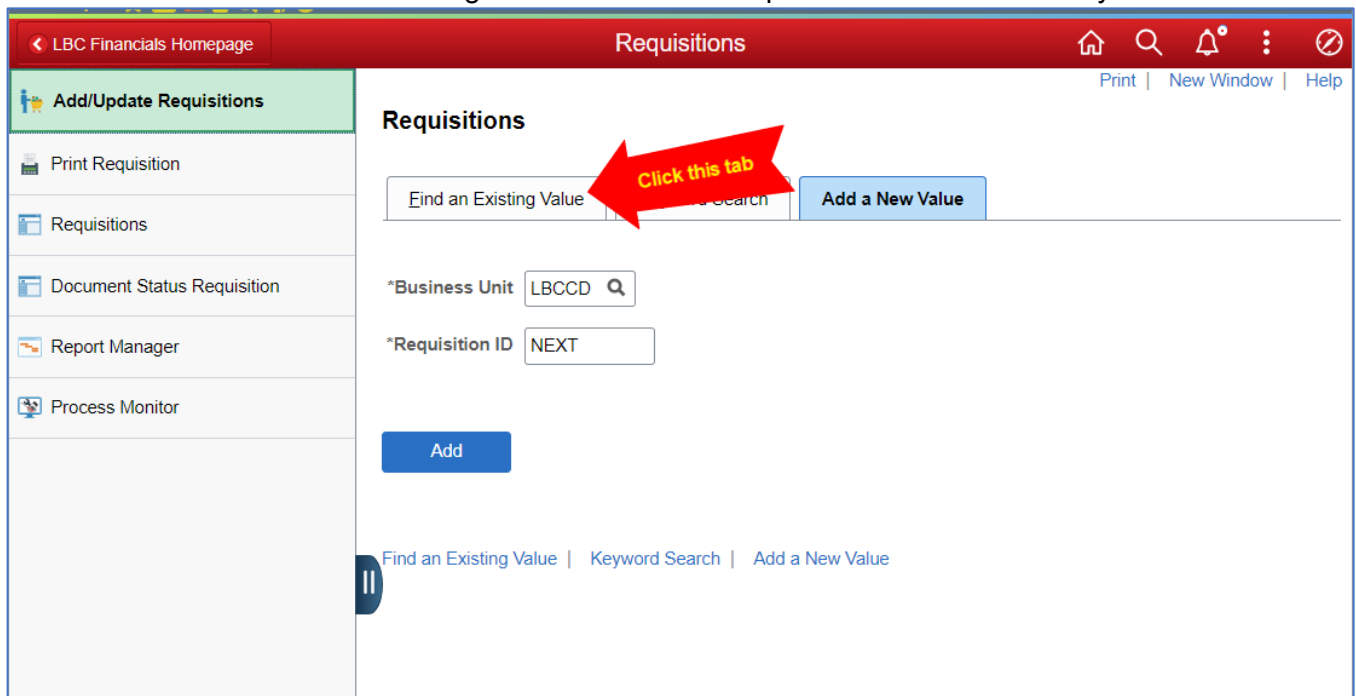 LBC Financials Homepage
Requisitions
Print | New Window | Help
Add/Update Requisitions
Print Requisition
Requisitions
Document Status Requisition
Report Manager
Process Monitor
Requisitions
Click this tab
Find an Existing Value Search Add a New Value
*Business Unit LBCCD
*Requisition ID NEXT
Add
Find an Existing Value | Keyword Search | Add a New Value